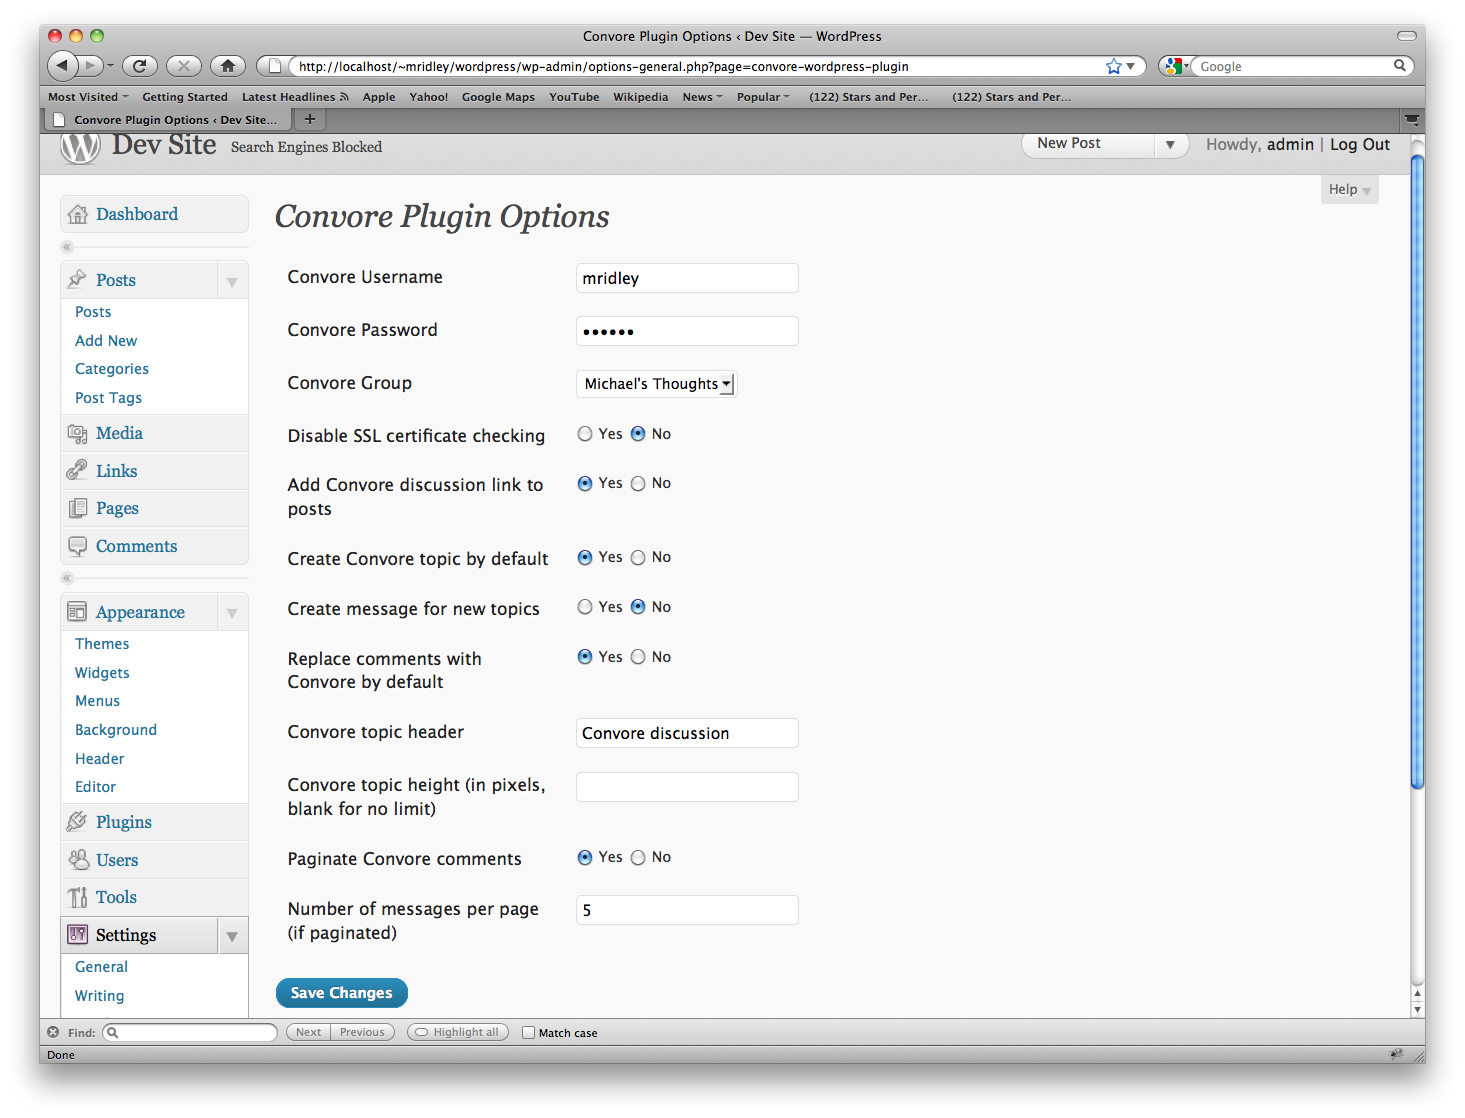 Convore Plugin Options ‹ Dev Site — WordPress
http://localhost/~mridley/wordpress/wp-admin/options-general.php?page=convore-wordpress-plugin
Google
Most Visited Getting Started Latest Headlines Apple Yahoo! Google Maps YouTube Wikipedia News Popular (122) Stars and Per... (122) Stars and Per...
Convore Plugin Options ‹ Dev Site... +
Dev Site Search Engines Blocked New Post Howdy, admin | Log Out
Help
Dashboard
Posts
Posts
Add New
Categories
Post Tags
Media
Links
Pages
Comments
Appearance
Themes
Widgets
Menus
Background
Header
Editor
Plugins
Users
Tools
Settings
General
Writing
Convore Plugin Options
Convore Username mridley
Convore Password ••••••
Convore Group Michael's Thoughts
Disable SSL certificate checking Yes No
Add Convore discussion link to Yes No
posts
Create Convore topic by default Yes No
Create message for new topics Yes No
Replace comments with Yes No
Convore by default
Convore topic header Convore discussion
Convore topic height (in pixels,
blank for no limit)
Paginate Convore comments Yes No
Number of messages per page 5
(if paginated)
Save Changes
Find: Next Previous Highlight all Match case
Done